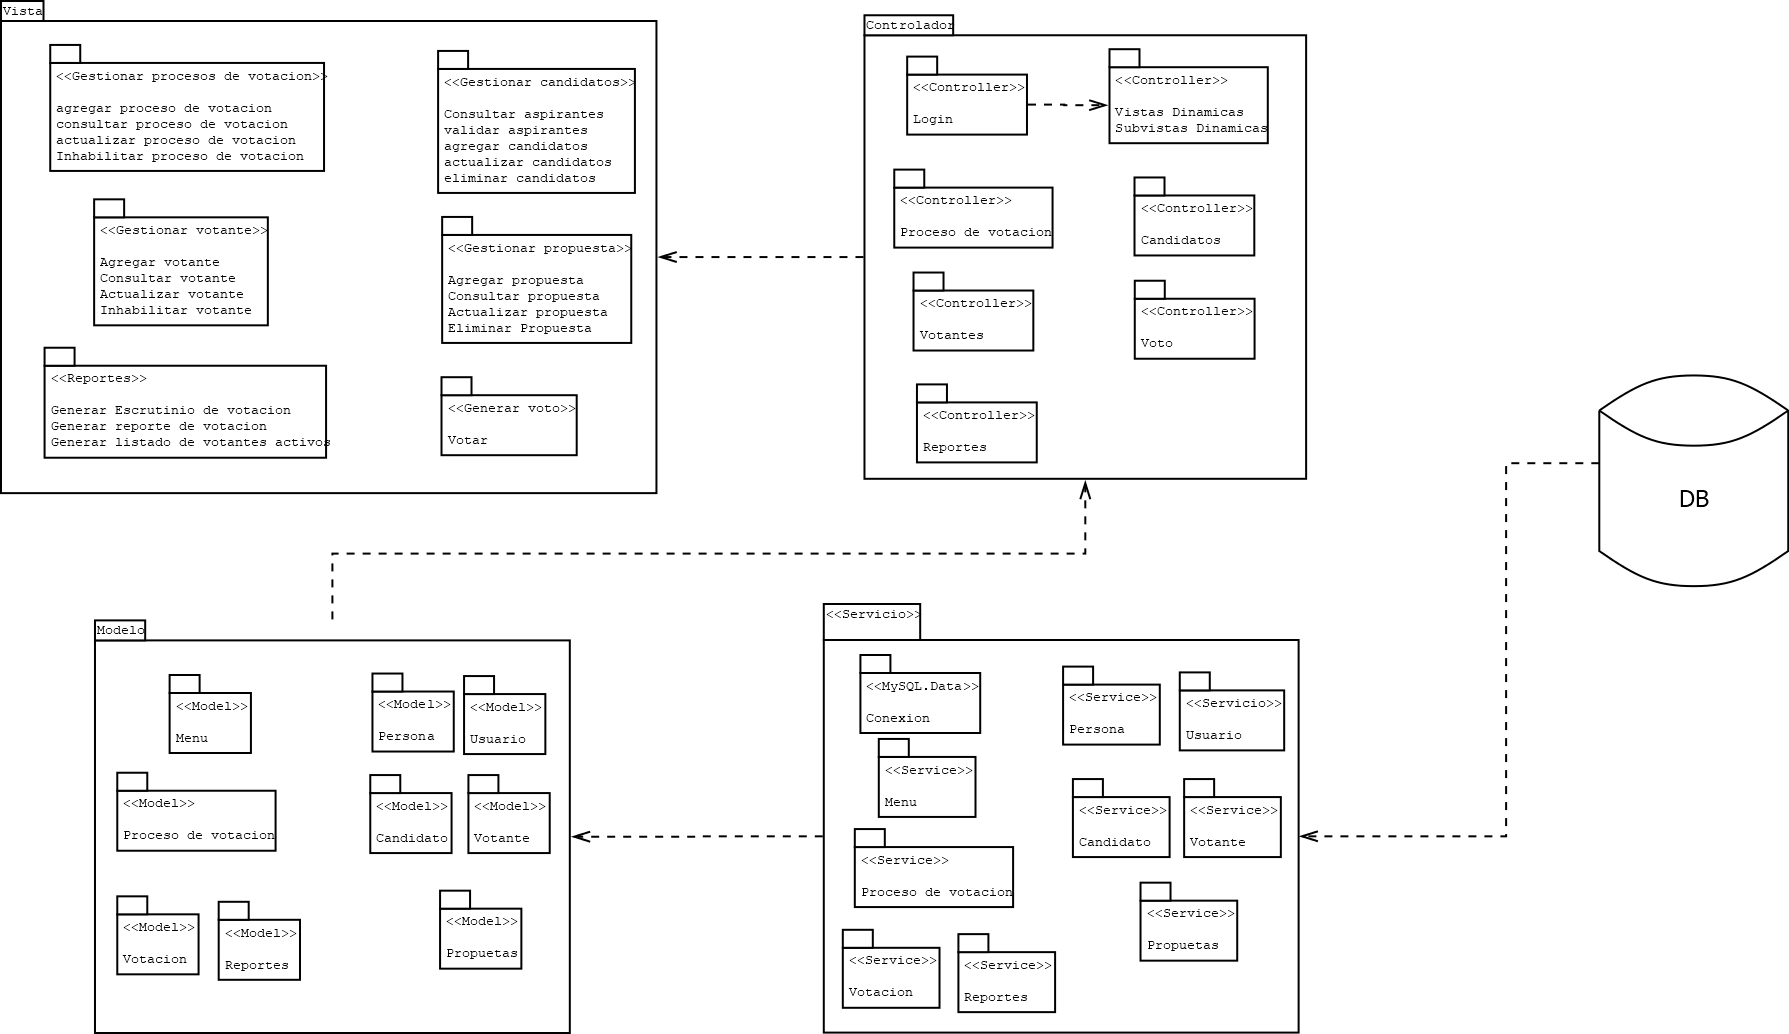 Vista
<<Gestionar procesos de votacion>>
agregar proceso de votacion
consultar proceso de votacion
actualizar proceso de votacion
Inhabilitar proceso de votacion
<<Gestionar candidatos>>
Consultar aspirantes
validar aspirantes
agregar candidatos
actualizar candidatos
eliminar candidatos
<<Gestionar votante>>
Agregar votante
Consultar votante
Actualizar votante
Inhabilitar votante
<<Gestionar propuesta>>
Agregar propuesta
Consultar propuesta
Actualizar propuesta
Eliminar Propuesta
<<Reportes>>
Generar Escrutinio de votacion
Generar reporte de votacion
Generar listado de votantes activos
<<Generar voto>>
Votar
Controlador
<<Controller>>
Login
<<Controller>>
Vistas Dinamicas
Subvistas Dinamicas
<<Controller>>
Proceso de votacion
<<Controller>>
Candidatos
<<Controller>>
Votantes
<<Controller>>
Voto
<<Controller>>
Reportes
DB
Modelo
<<Model>>
Menu
<<Model>>
Persona
<<Model>>
Usuario
<<Model>>
Proceso de votacion
<<Model>>
Candidato
<<Model>>
Votante
<<Model>>
Votacion
<<Model>>
Reportes
<<Model>>
Propuetas
<<Servicio>>
<<MySQL.Data>>
Conexion
<<Service>>
Persona
<<Servicio>>
Usuario
<<Service>>
Menu
<<Service>>
Candidato
<<Service>>
Votante
<<Service>>
Proceso de votacion
<<Service>>
Propuetas
<<Service>>
Votacion
<<Service>>
Reportes